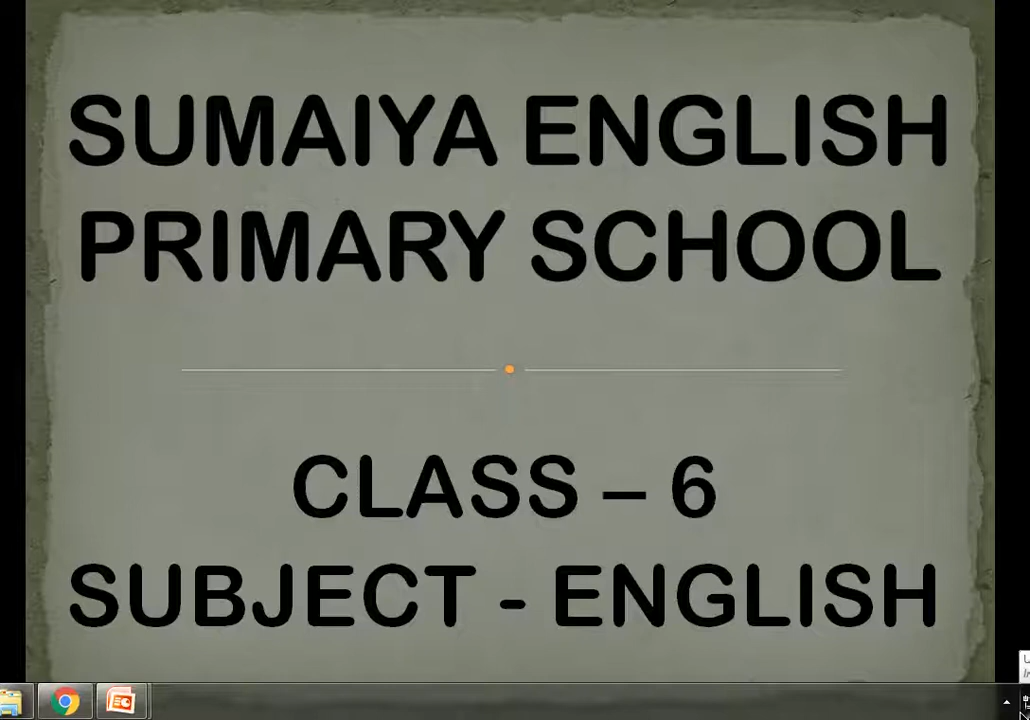 SUMAIYA ENGLISH
PRIMARY SCHOOL
CLASS – 6
SUBJECT - ENGLISH